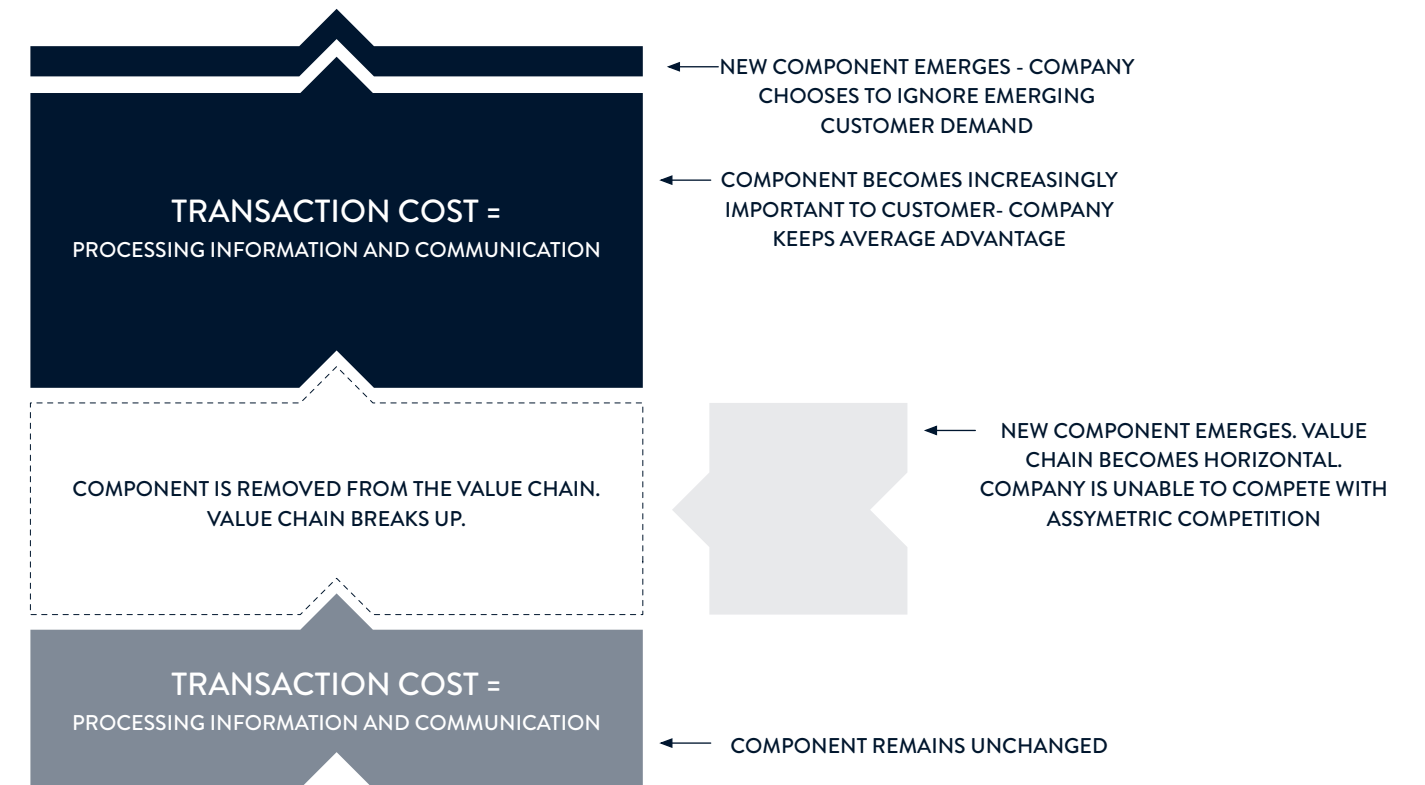 NEW COMPONENT EMERGES - COMPANY
CHOOSES TO IGNORE EMERGING
CUSTOMER DEMAND
COMPONENT BECOMES INCREASINGLY
IMPORTANT TO CUSTOMER- COMPANY
KEEPS AVERAGE ADVANTAGE
TRANSACTION COST =
PROCESSING INFORMATION AND COMMUNICATION
COMPONENT IS REMOVED FROM THE VALUE CHAIN.
VALUE CHAIN BREAKS UP.
NEW COMPONENT EMERGES. VALUE
CHAIN BECOMES HORIZONTAL.
COMPANY IS UNABLE TO COMPETE WITH
ASSYMETRIC COMPETITION
TRANSACTION COST =
PROCESSING INFORMATION AND COMMUNICATION
COMPONENT REMAINS UNCHANGED